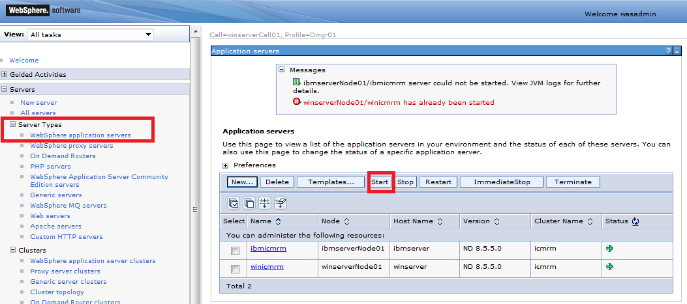 WebSphere. software
Welcome wasadmin
View: All tasks
Welcome
Guided Activities
Servers
New server
All servers
Server Types
WebSphere application servers
WebSphere proxy servers
On Demand Routers
PHP servers
WebSphere Application Server Community
Edition servers
Generic servers
WebSphere MQ servers
Web servers
Apache servers
Custom HTTP servers
Clusters
WebSphere application server clusters
Proxy server clusters
Generic server clusters
Cluster topology
On Demand Router clusters
Cell=winserverCell01, Profile=Dmgr01
Application servers
? _
Messages
ibmserverNode01/ibmicmrm server could not be started. View JVM logs for further
details.
winserverNode01/winicmrm has already been started
Application servers
Use this page to view a list of the application servers in your environment and the status of each of these servers. You can
also use this page to change the status of a specific application server.
Preferences
New... Delete Templates... Start Stop Restart ImmediateStop Terminate
Select Name Node Host Name Version Cluster Name Status
You can administer the following resources:
ibmicmrm ibmserverNode01 ibmserver ND 8.5.5.0 icmrm
winicmrm winserverNode01 winserver ND 8.5.5.0 icmrm
Total 2